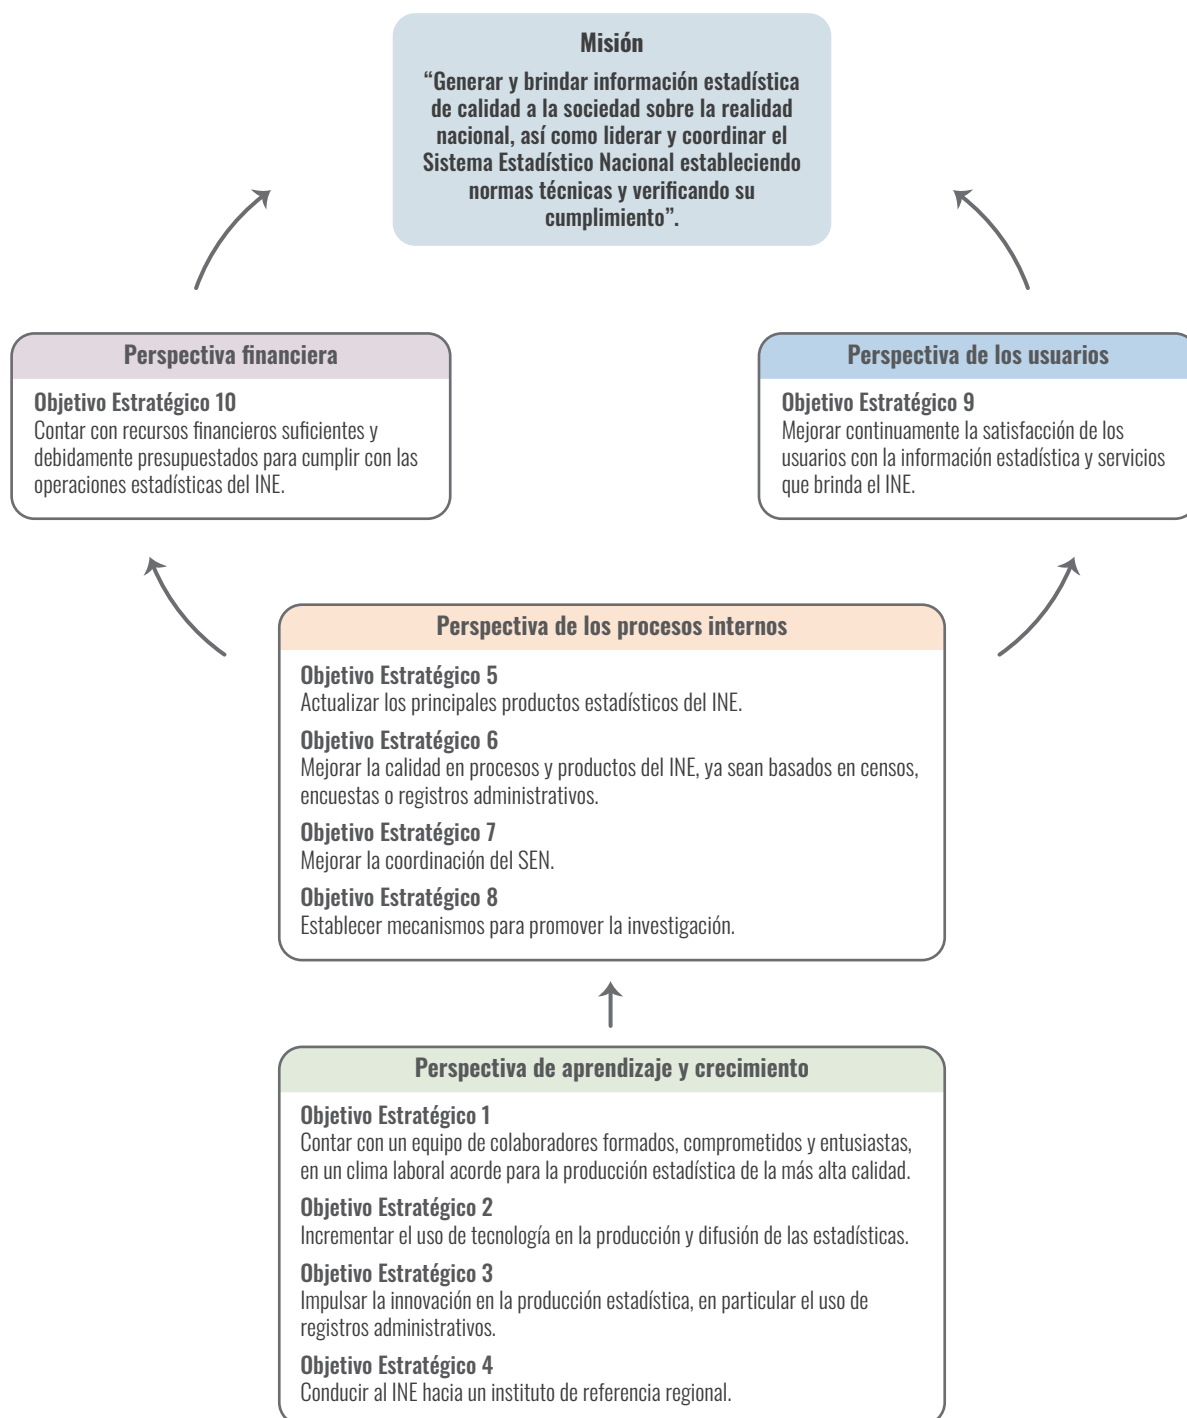 Misión
“Generar y brindar información estadística
de calidad a la sociedad sobre la realidad
nacional, así como liderar y coordinar el
Sistema Estadístico Nacional estableciendo
normas técnicas y verificando su
cumplimiento”.
Perspectiva financiera
Objetivo Estratégico 10
Contar con recursos financieros suficientes y
debidamente presupuestados para cumplir con las
operaciones estadísticas del INE.
Perspectiva de los usuarios
Objetivo Estratégico 9
Mejorar continuamente la satisfacción de los
usuarios con la información estadística y servicios
que brinda el INE.
Perspectiva de los procesos internos
Objetivo Estratégico 5
Actualizar los principales productos estadísticos del INE.
Objetivo Estratégico 6
Mejorar la calidad en procesos y productos del INE, ya sean basados en censos,
encuestas o registros administrativos.
Objetivo Estratégico 7
Mejorar la coordinación del SEN.
Objetivo Estratégico 8
Establecer mecanismos para promover la investigación.
Perspectiva de aprendizaje y crecimiento
Objetivo Estratégico 1
Contar con un equipo de colaboradores formados, comprometidos y entusiastas,
en un clima laboral acorde para la producción estadística de la más alta calidad.
Objetivo Estratégico 2
Incrementar el uso de tecnología en la producción y difusión de las estadísticas.
Objetivo Estratégico 3
Impulsar la innovación en la producción estadística, en particular el uso de
registros administrativos.
Objetivo Estratégico 4
Conducir al INE hacia un instituto de referencia regional.